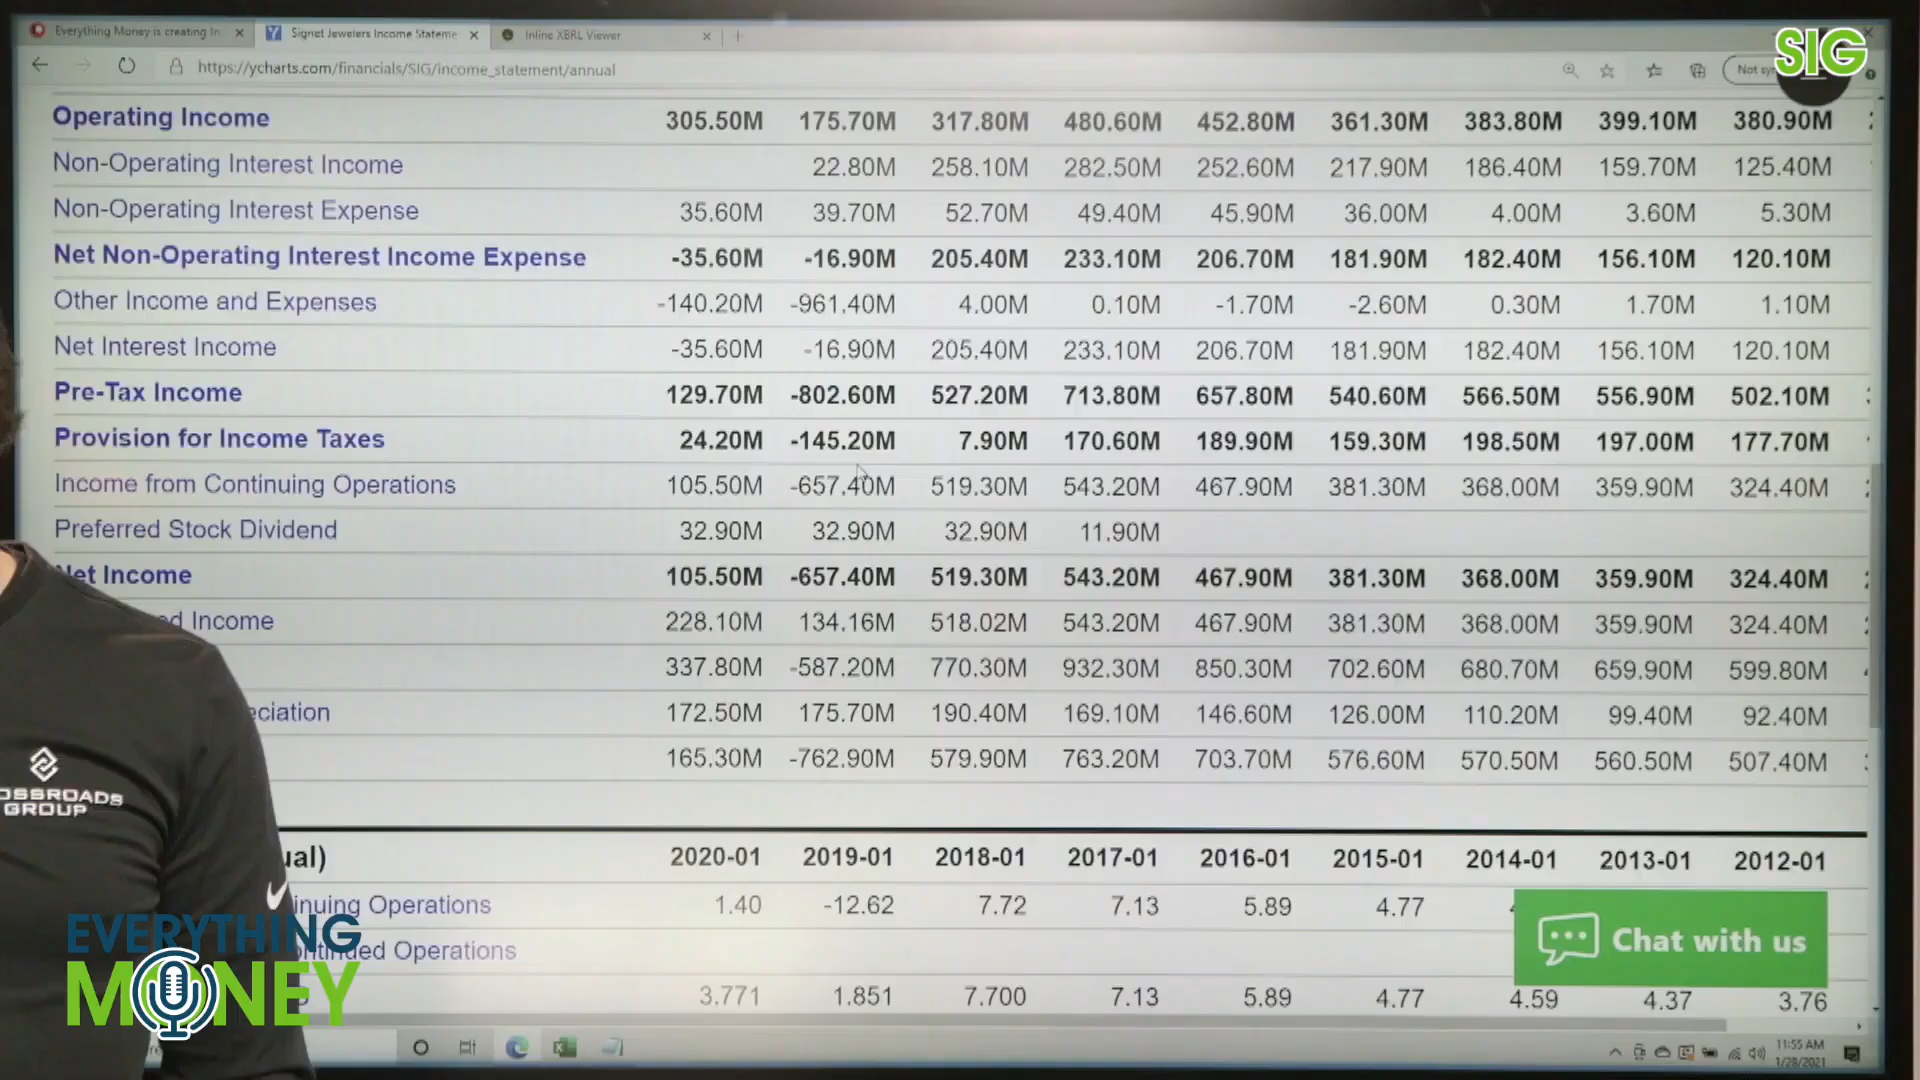 Everything Money is creating In
Signet Jewelers Income Stateme
Inline XBRL Viewer
https://ycharts.com/financials/SIG/income_statement/annual
Not sy
SIG
Operating Income 305.50M 175.70M 317.80M 480.60M 452.80M 361.30M 383.80M 399.10M 380.90M
Non-Operating Interest Income 22.80M 258.10M 282.50M 252.60M 217.90M 186.40M 159.70M 125.40M
Non-Operating Interest Expense 35.60M 39.70M 52.70M 49.40M 45.90M 36.00M 4.00M 3.60M 5.30M
Net Non-Operating Interest Income Expense -35.60M -16.90M 205.40M 233.10M 206.70M 181.90M 182.40M 156.10M 120.10M
Other Income and Expenses -140.20M -961.40M 4.00M 0.10M -1.70M -2.60M 0.30M 1.70M 1.10M
Net Interest Income -35.60M -16.90M 205.40M 233.10M 206.70M 181.90M 182.40M 156.10M 120.10M
Pre-Tax Income 129.70M -802.60M 527.20M 713.80M 657.80M 540.60M 566.50M 556.90M 502.10M
Provision for Income Taxes 24.20M -145.20M 7.90M 170.60M 189.90M 159.30M 198.50M 197.00M 177.70M
Income from Continuing Operations 105.50M -657.40M 519.30M 543.20M 467.90M 381.30M 368.00M 359.90M 324.40M
Preferred Stock Dividend 32.90M 32.90M 32.90M 11.90M
Net Income 105.50M -657.40M 519.30M 543.20M 467.90M 381.30M 368.00M 359.90M 324.40M
ed Income 228.10M 134.16M 518.02M 543.20M 467.90M 381.30M 368.00M 359.90M 324.40M
337.80M -587.20M 770.30M 932.30M 850.30M 702.60M 680.70M 659.90M 599.80M
eciation 172.50M 175.70M 190.40M 169.10M 146.60M 126.00M 110.20M 99.40M 92.40M
165.30M -762.90M 579.90M 763.20M 703.70M 576.60M 570.50M 560.50M 507.40M
ual) 2020-01 2019-01 2018-01 2017-01 2016-01 2015-01 2014-01 2013-01 2012-01
inuing Operations 1.40 -12.62 7.72 7.13 5.89 4.77
ontinued Operations
3.771 1.851 7.700 7.13 5.89 4.77 4.59 4.37 3.76
Chat with us
OSSROADS
GROUP
EVERYTHING
MONEY
11:55 AM
1/28/2021